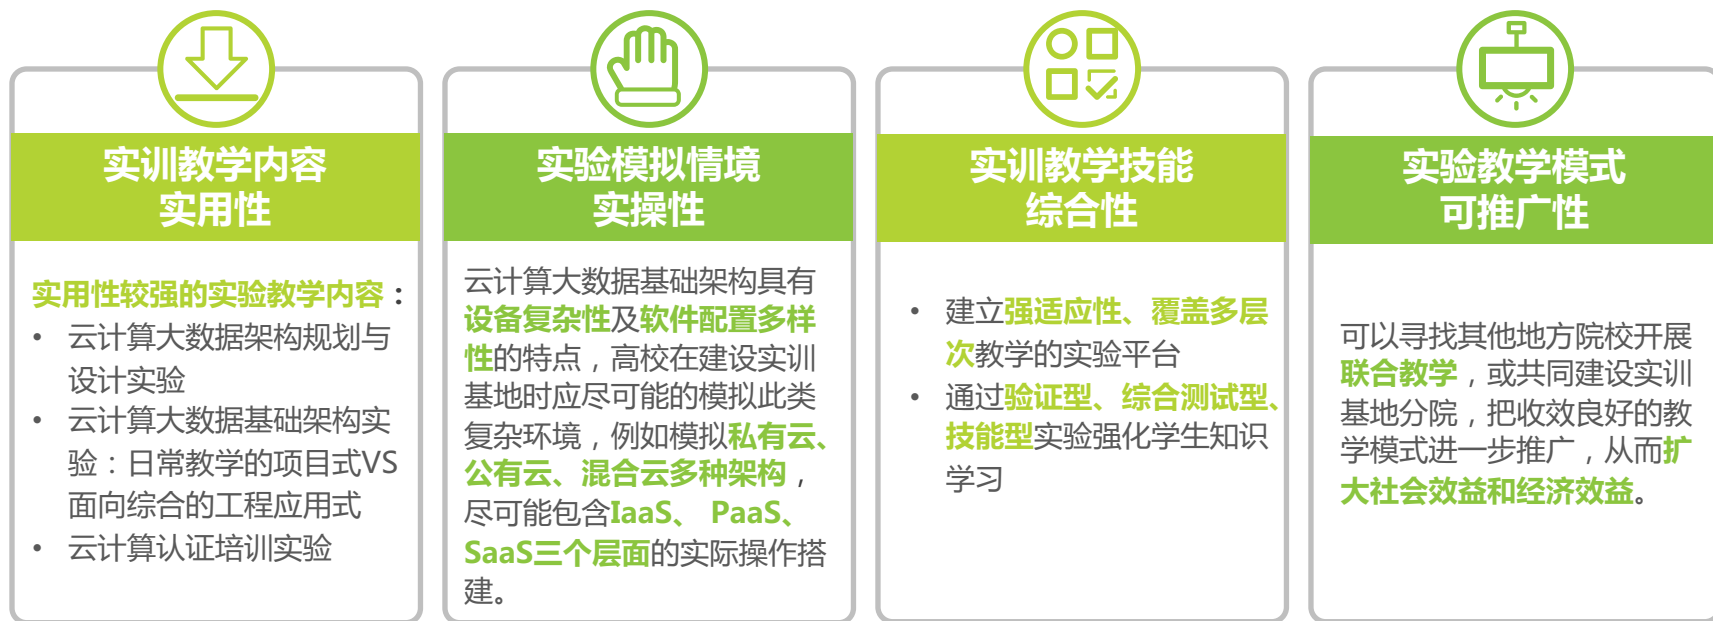 实训教学内容
实用性
实用性较强的实验教学内容：
• 云计算大数据架构规划与
设计实验
• 云计算大数据基础架构实
验：日常教学的项目式VS
面向综合的工程应用式
• 云计算认证培训实验
实验模拟情境
实操性
云计算大数据基础架构具有
设备复杂性及软件配置多样
性的特点，高校在建设实训
基地时应尽可能的模拟此类
复杂环境，例如模拟私有云、
公有云、混合云多种架构，
尽可能包含IaaS、 PaaS、
SaaS三个层面的实际操作搭
建。
实训教学技能
综合性
• 建立强适应性、覆盖多层
次教学的实验平台
• 通过验证型、综合测试型、
技能型实验强化学生知识
学习
实验教学模式
可推广性
可以寻找其他地方院校开展
联合教学，或共同建设实训
基地分院，把收效良好的教
学模式进一步推广，从而扩
大社会效益和经济效益。